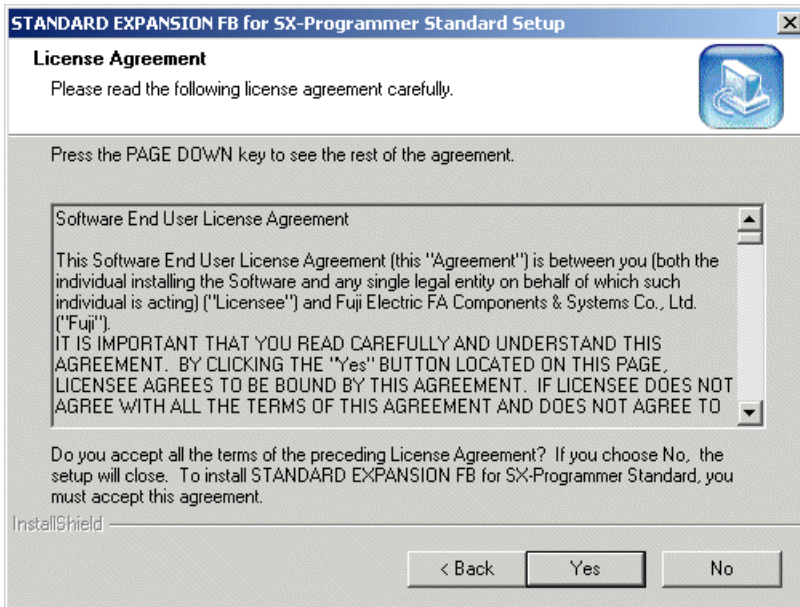 STANDARD EXPANSION FB for SX-Programmer Standard Setup
License Agreement
Please read the following license agreement carefully.
Press the PAGE DOWN key to see the rest of the agreement.
Software End User License Agreement
This Software End User License Agreement (this "Agreement") is between you (both the
individual installing the Software and any single legal entity on behalf of which such
individual is acting) ("Licensee") and Fuji Electric FA Components & Systems Co., Ltd.
("Fuji").
IT IS IMPORTANT THAT YOU READ CAREFULLY AND UNDERSTAND THIS
AGREEMENT.  BY CLICKING THE "Yes" BUTTON LOCATED ON THIS PAGE,
LICENSEE AGREES TO BE BOUND BY THIS AGREEMENT.  IF LICENSEE DOES NOT
AGREE WITH ALL THE TERMS OF THIS AGREEMENT AND DOES NOT AGREE TO
Do you accept all the terms of the preceding License Agreement?  If you choose No,  the
setup will close.  To install STANDARD EXPANSION FB for SX-Programmer Standard, you
must accept this agreement.
InstallShield
< Back
Yes
No